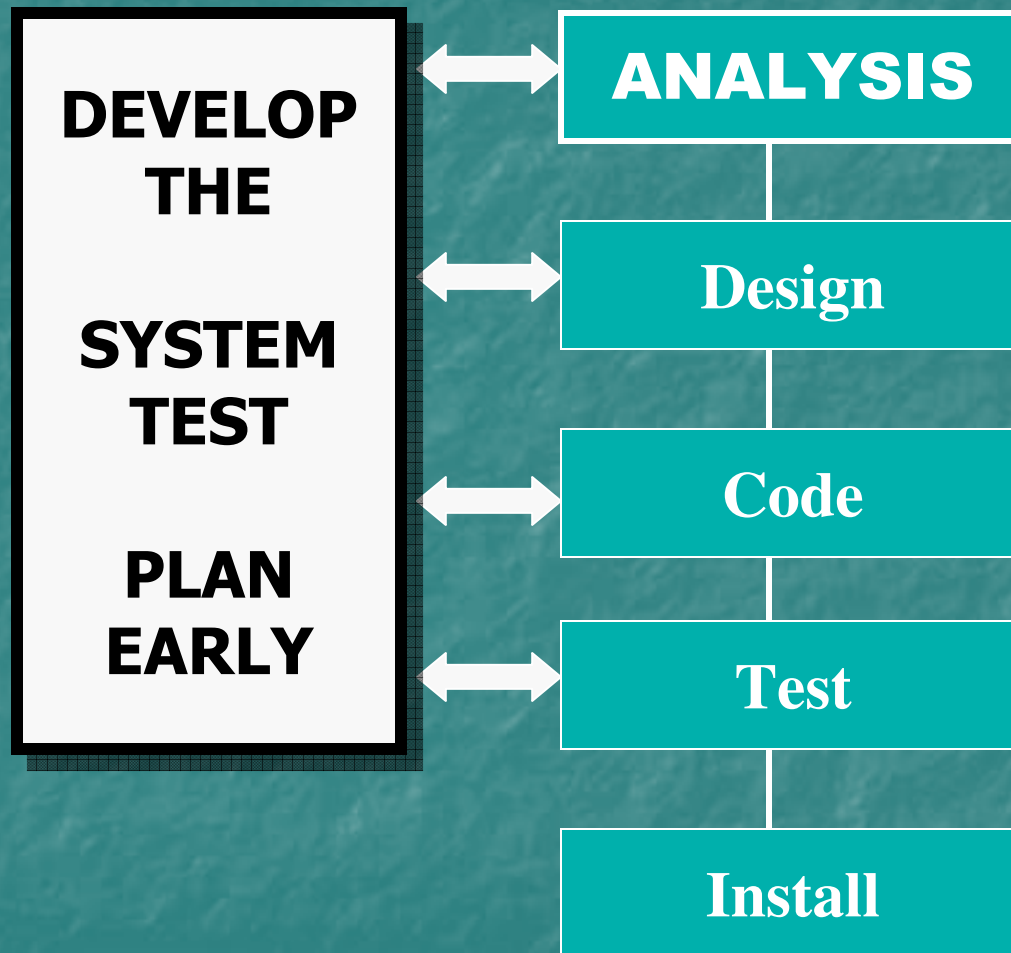 DEVELOP
THE
SYSTEM
TEST
PLAN
EARLY
ANALYSIS
Design
Code
Test
Install